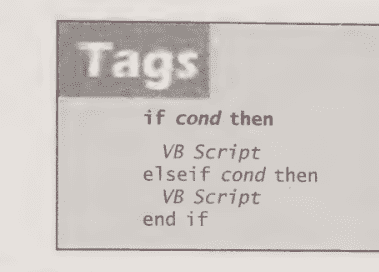 Tags
if cond then
VB Script
elseif cond then
VB Script
end if